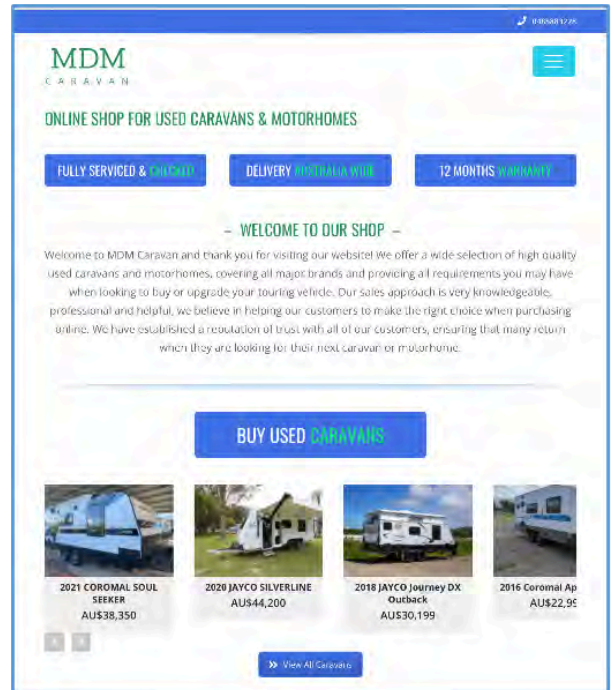 MDM
CARAVAN
ONLINE SHOP FOR USED CARAVANS & MOTORHOMES
FULLY SERVICED & CHECKED
DELIVERY AUSTRALIA WIDE
12 MONTHS WARRANTY
– WELCOME TO OUR SHOP –
Welcome to MDM Caravan and thank you for visiting our website! We offer a wide selection of high quality
used caravans and motorhomes, covering all major brands and providing all requirements you may have
when looking to buy or upgrade your touring vehicle. Our sales approach is very knowledgeable,
professional and helpful, we believe in helping our customers to make the right choice when purchasing
online. We have established a reputation of trust with all of our customers, ensuring that many return
when they are looking for their next caravan or motorhome.
BUY USED CARAVANS
2021 COROMAL SOUL
SEEKER
AU$38,350
2020 JAYCO SILVERLINE
AU$44,200
2018 JAYCO Journey DX
Outback
AU$30,199
2016 Coromal Ap
AU$22,99
View All Caravans